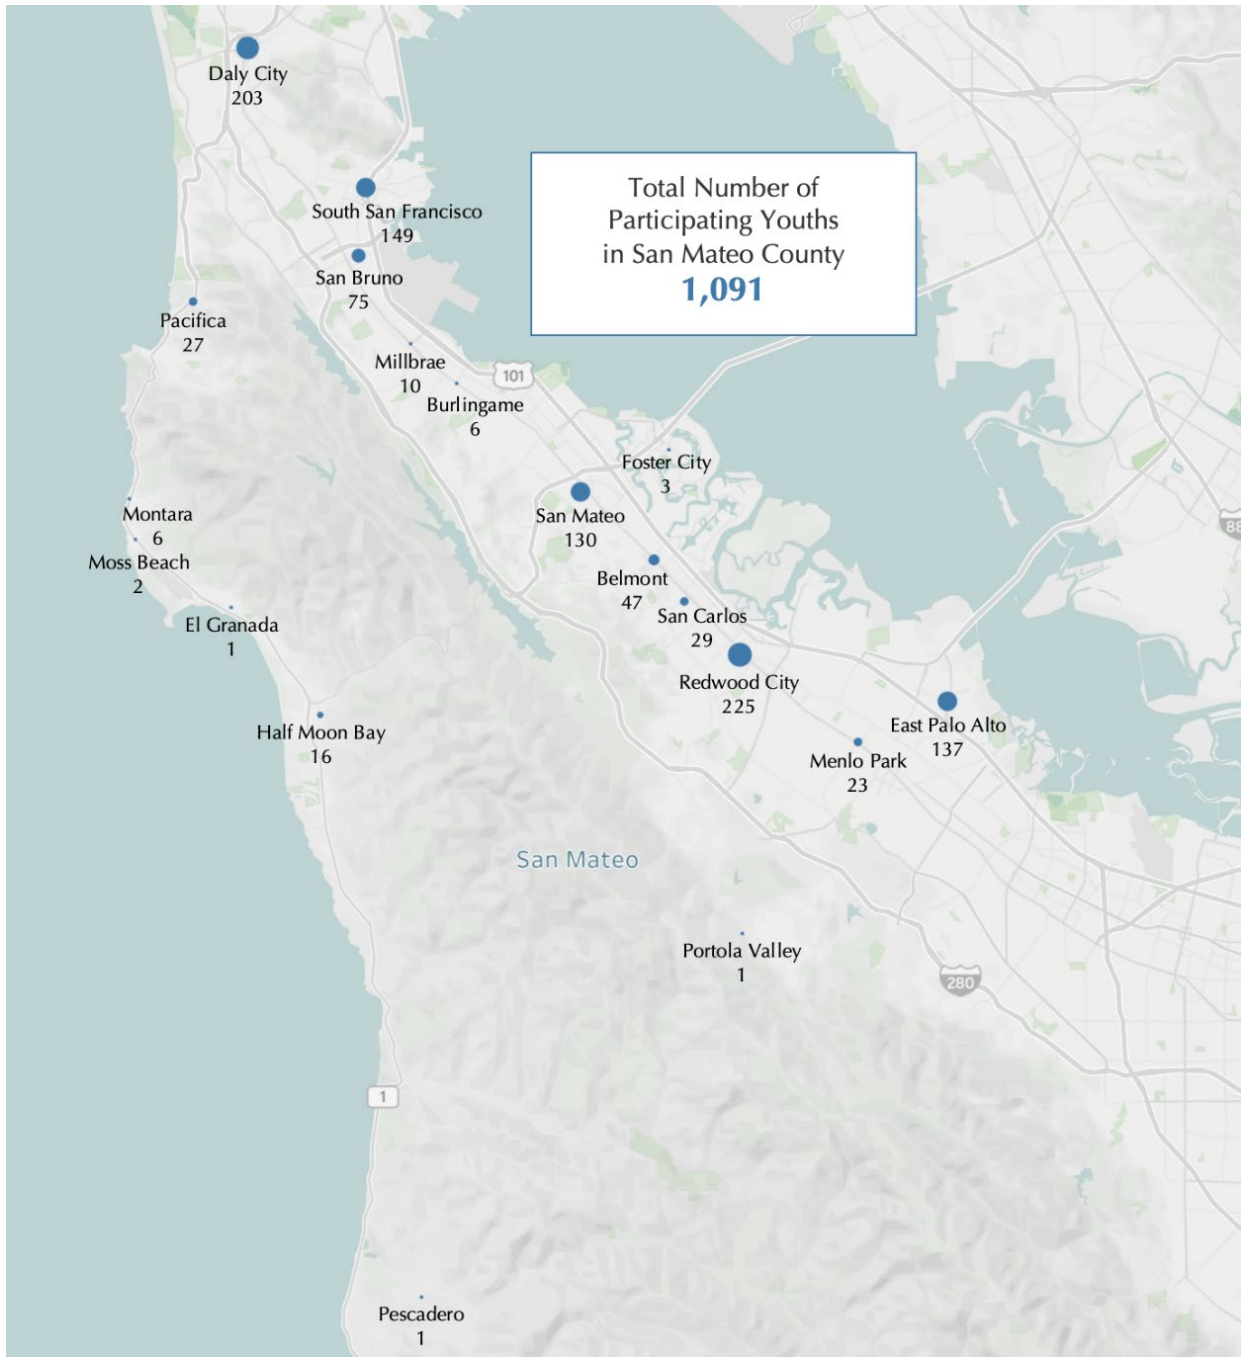 Daly City
203
South San Francisco
149
San Bruno
75
Total Number of
Participating Youths
in San Mateo County
1,091
Pacifica
27
Millbrae
10
101
Burlingame
6
Foster City
3
San Mateo
130
Montara
6
Moss Beach
2
Belmont
47
San Carlos
29
El Granada
1
Redwood City
225
Half Moon Bay
16
East Palo Alto
137
Menlo Park
23
San Mateo
Portola Valley
1
280
1
Pescadero
1